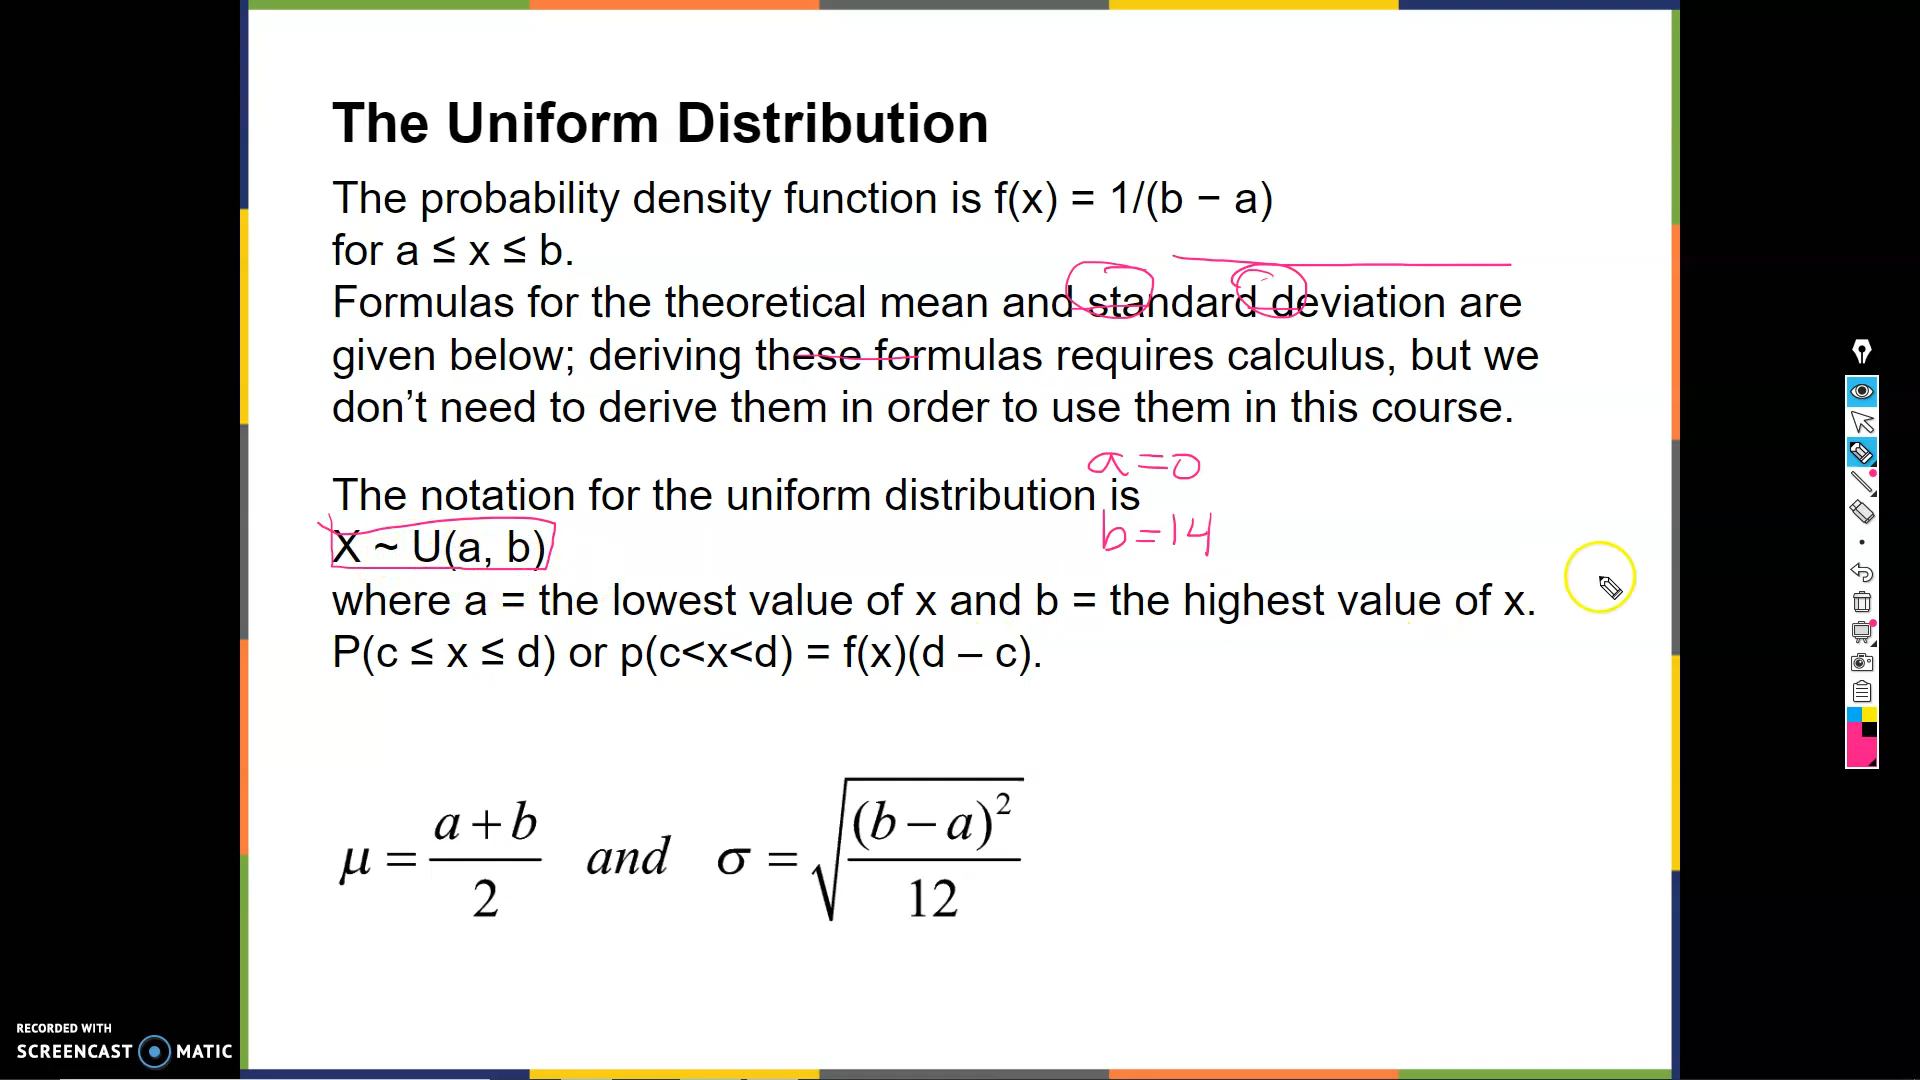 The Uniform Distribution
The probability density function is f(x) = 1/(b − a)
for a ≤ x ≤ b.
Formulas for the theoretical mean and standard deviation are
given below; deriving these formulas requires calculus, but we
don’t need to derive them in order to use them in this course.
a=0
The notation for the uniform distribution is
b=14
X ~ U(a, b)
where a = the lowest value of x and b = the highest value of x.
P(c ≤ x ≤ d) or p(c<x<d) = f(x)(d – c).
μ = (a + b)/2 and σ = √((b − a)²/12)
RECORDED WITH
SCREENCAST MATIC